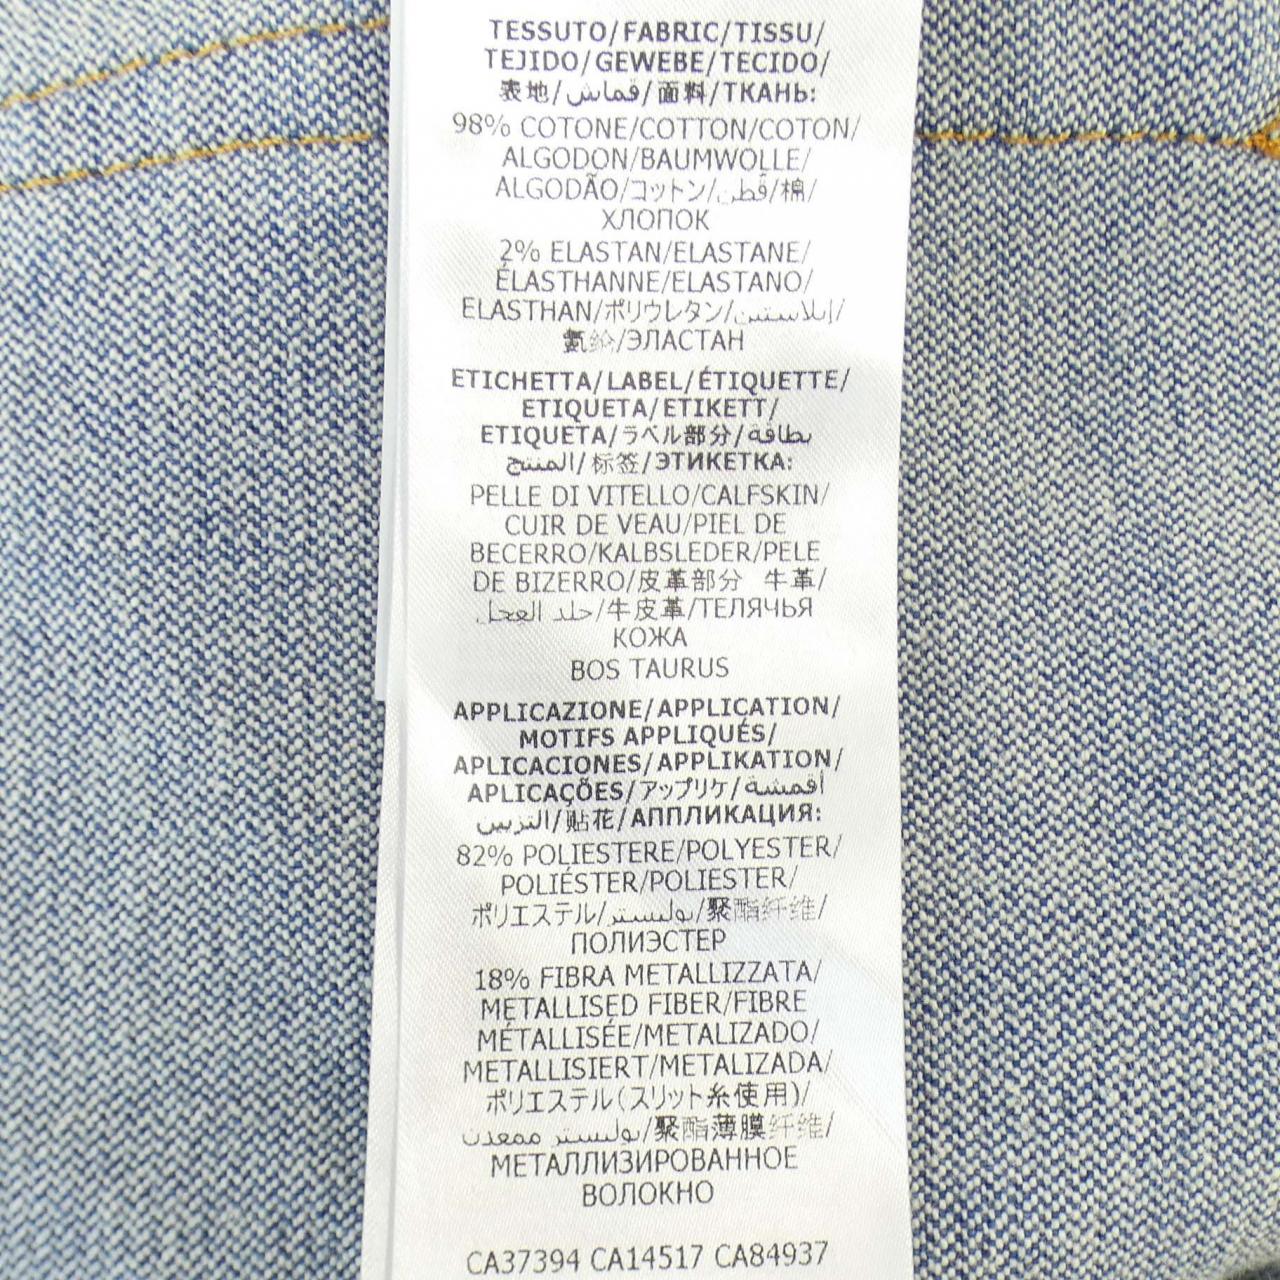 TESSUTO/FABRIC/TISSU/
TEJIDO/GEWEBE/TECIDO/
表地/قماش/面料/ТКАНЬ:
98% COTONE/COTTON/COTON/
ALGODON/BAUMWOLLE/
ALGODÃO/コットン/قطن/棉/
ХЛОПОК
2% ELASTAN/ELASTANE/
ÉLASTHANNE/ELASTANO/
ELASTHAN/ポリウレタン/إيلاستين/
氨纶/ЭЛАСТАН
ETICHETTA/LABEL/ÉTIQUETTE/
ETIQUETA/ETIKETT/
ETIQUETA/ラベル部分/بطاقة
المنتج/标签/ЭТИКЕТКА:
PELLE DI VITELLO/CALFSKIN/
CUIR DE VEAU/PIEL DE
BECERRO/KALBSLEDER/PELE
DE BIZERRO/皮革部分 牛革/
جلد العجل/牛皮革/ТЕЛЯЧЬЯ
КОЖА
BOS TAURUS
APPLICAZIONE/APPLICATION/
MOTIFS APPLIQUÉS/
APLICACIONES/APPLIKATION/
APLICAÇÕES/アップリケ/أقمشة
التزيين/贴花/АППЛИКАЦИЯ:
82% POLIESTERE/POLYESTER/
POLIÉSTER/POLIESTER/
ポリエステル/بوليستر/聚酯纤维/
ПОЛИЭСТЕР
18% FIBRA METALLIZZATA/
METALLISED FIBER/FIBRE
MÉTALLISÉE/METALIZADO/
METALLISIERT/METALIZADA/
ポリエステル(スリット糸使用)/
بوليستر ممعدن/聚酯薄膜纤维/
МЕТАЛЛИЗИРОВАННОЕ
ВОЛОКНО
CA37394 CA14517 CA84937